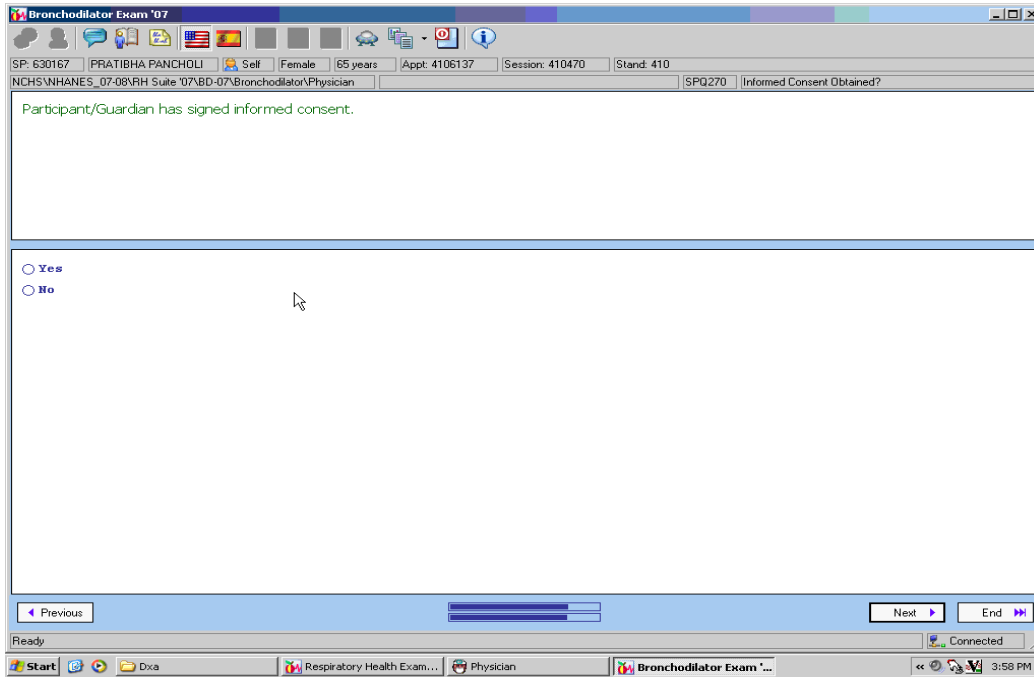 Bronchodilator Exam '07
SP: 630167 PRATIBHA PANCHOLI Self Female 65 years Appt: 4106137 Session: 410470 Stand: 410
NCHS\NHANES_07-08\RH Suite '07\BD-07\Bronchodilator\Physician SPQ270 Informed Consent Obtained?
Participant/Guardian has signed informed consent.
Yes
No
Previous Next End
Ready Connected
Start Dxa Respiratory Health Exam... Physician Bronchodilator Exam '... « 3:58 PM